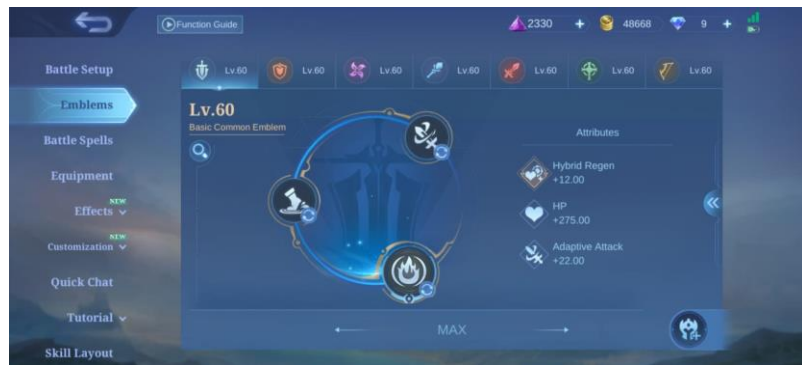 Function Guide
2330 + 48668 9 +
Battle Setup
Emblems
Battle Spells
Equipment
NEW
Effects
NEW
Customization
Quick Chat
Tutorial
Skill Layout
Lv.60 Lv.60 Lv.60 Lv.60 Lv.60 Lv.60 Lv.60
Lv.60
Basic Common Emblem
Attributes
Hybrid Regen
+12.00
HP
+275.00
Adaptive Attack
+22.00
MAX